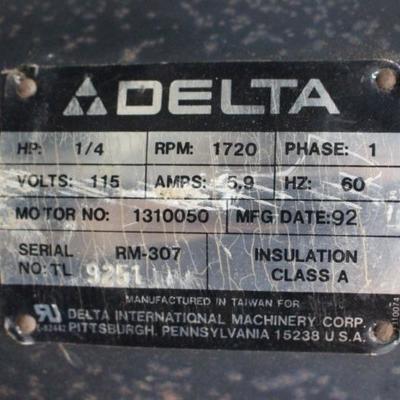 DELTA
HP: 1/4 RPM: 1720 PHASE: 1
VOLTS: 115 AMPS: 5.9 HZ: 60
MOTOR NO: 1310050 MFG DATE: 92
SERIAL RM-307 INSULATION
NO: TL 9251 CLASS A
MANUFACTURED IN TAIWAN FOR
DELTA INTERNATIONAL MACHINERY CORP.
E-82442 PITTSBURGH, PENNSYLVANIA 15238 U.S.A.